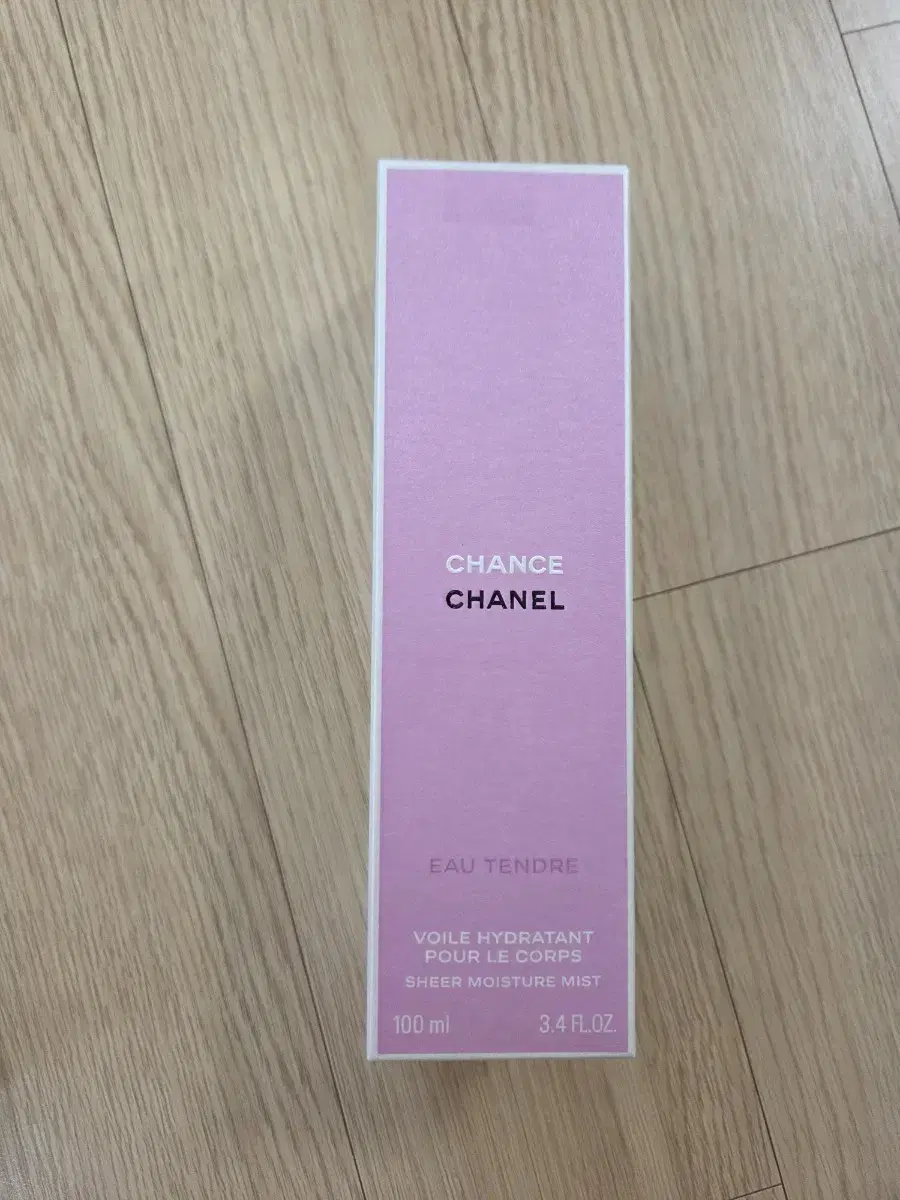 CHANCE
CHANEL
EAU TENDRE
VOILE HYDRATANT
POUR LE CORPS
SHEER MOISTURE MIST
100 ml 3.4 FL.OZ.